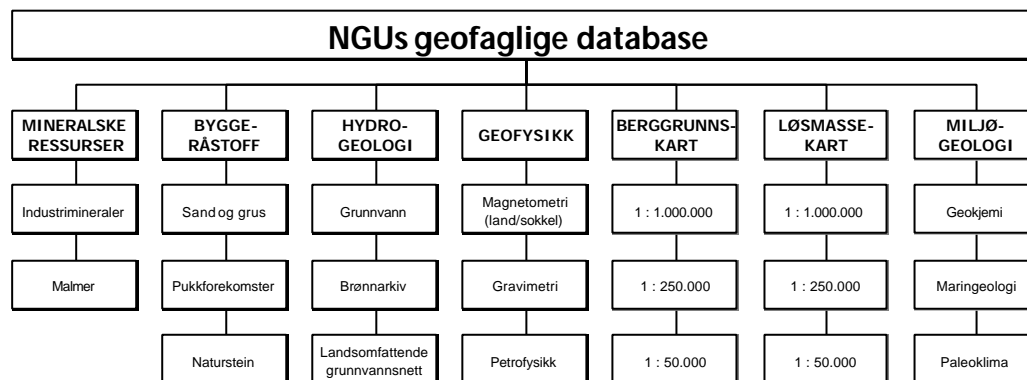 NGUs geofaglige database
MINERALSKE
RESSURSER
BYGGE-
RÅSTOFF
HYDRO-
GEOLOGI
GEOFYSIKK
BERGGRUNNS-
KART
LØSMASSE-
KART
MILJØ-
GEOLOGI
Industrimineraler
Sand og grus
Grunnvann
Magnetometri
(land/sokkel)
1 : 1.000.000
1 : 1.000.000
Geokjemi
Malmer
Pukkforekomster
Brønnarkiv
Gravimetri
1 : 250.000
1 : 250.000
Maringeologi
Naturstein
Landsomfattende
grunnvannsnett
Petrofysikk
1 : 50.000
1 : 50.000
Paleoklima